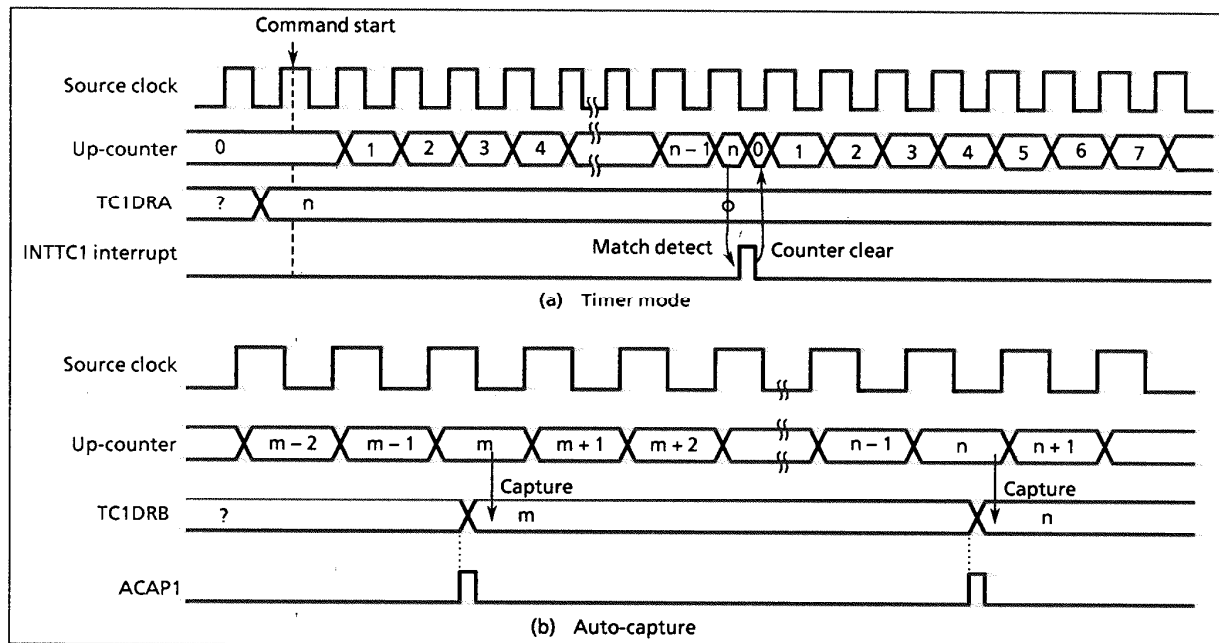 Command start
Source clock
Up-counter 0 1 2 3 4 n – 1 n 0 1 2 3 4 5 6 7
TC1DRA ? n
Match detect Counter clear
INTTC1 interrupt
(a) Timer mode
Source clock
Up-counter m – 2 m – 1 m m + 1 m + 2 n – 1 n n + 1
Capture Capture
TC1DRB ? m n
ACAP1
(b) Auto-capture